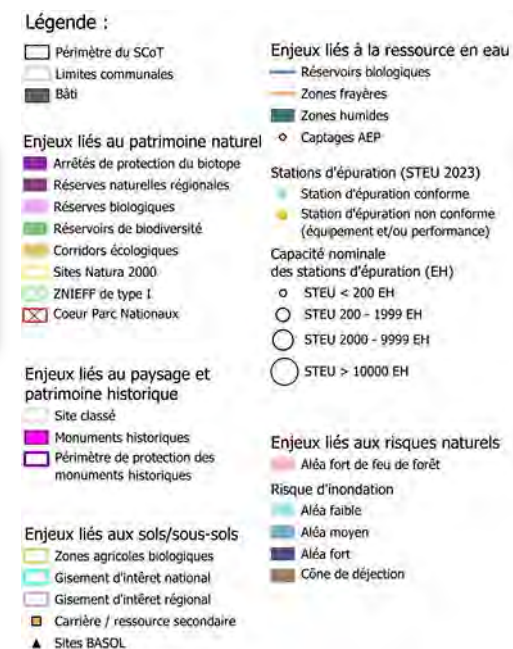 Légende :
Périmètre du SCoT
Limites communales
Bâti
Enjeux liés au patrimoine naturel
Arrêtés de protection du biotope
Réserves naturelles régionales
Réserves biologiques
Réservoirs de biodiversité
Corridors écologiques
Sites Natura 2000
ZNIEFF de type I
Coeur Parc Nationaux
Enjeux liés au paysage et
patrimoine historique
Site classé
Monuments historiques
Périmètre de protection des
monuments historiques
Enjeux liés aux sols/sous-sols
Zones agricoles biologiques
Gisement d'intêret national
Gisement d'intêret régional
Carrière / ressource secondaire
Sites BASOL
Enjeux liés à la ressource en eau
Réservoirs biologiques
Zones frayères
Zones humides
Captages AEP
Stations d'épuration (STEU 2023)
Station d'épuration conforme
Station d'épuration non conforme
(équipement et/ou performance)
Capacité nominale
des stations d'épuration (EH)
STEU < 200 EH
STEU 200 - 1999 EH
STEU 2000 - 9999 EH
STEU > 10000 EH
Enjeux liés aux risques naturels
Aléa fort de feu de forêt
Risque d'inondation
Aléa faible
Aléa moyen
Aléa fort
Cône de déjection